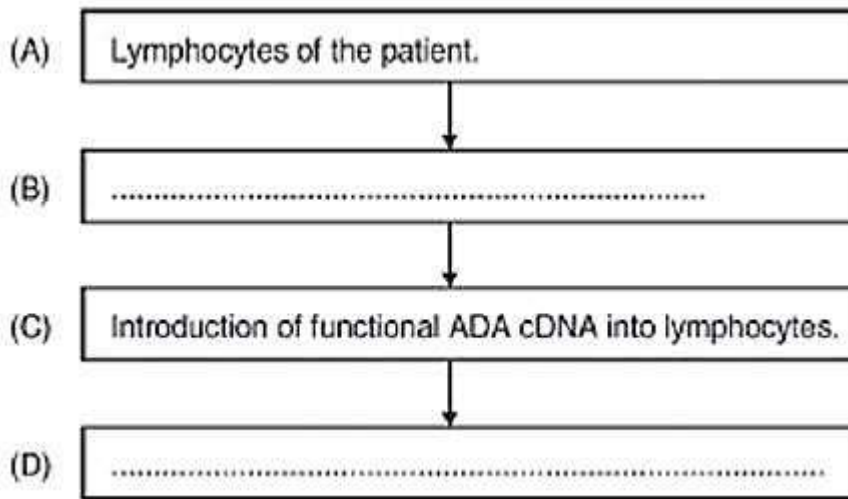 (A) Lymphocytes of the patient.
(B) ............................................................
(C) Introduction of functional ADA cDNA into lymphocytes.
(D) ........................................................................